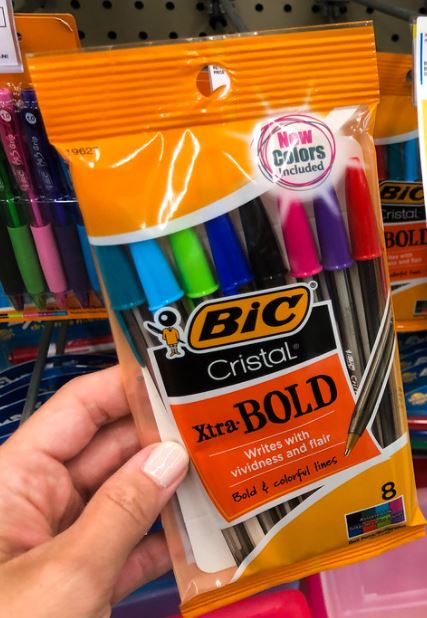 1962
New
Colors
Included
BiC
Cristal®
Xtra-BOLD
Writes with
vividness and flair
Bold & colorful lines
8
BiC
Cristal
BOLD